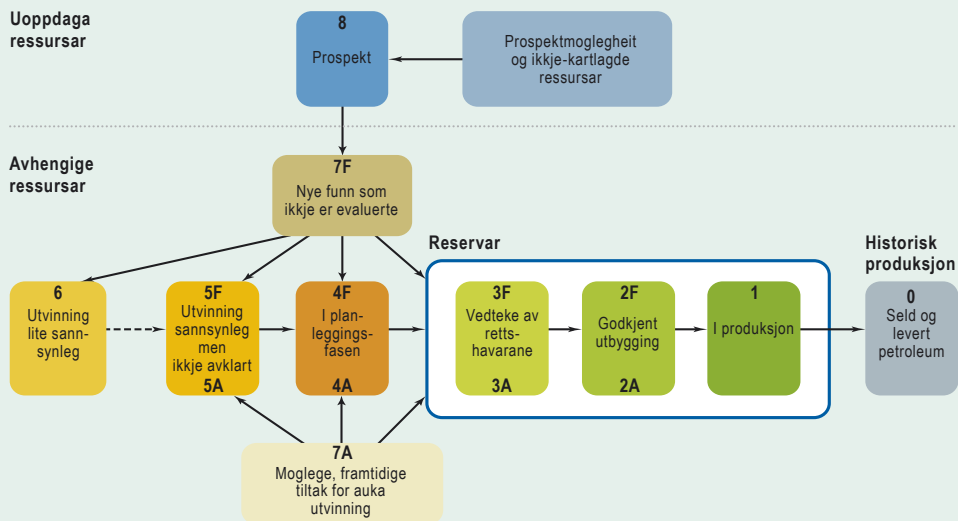 Uoppdaga
ressursar
8
Prospekt
Prospektmoglegheit
og ikkje-kartlagde
ressursar
Avhengige
ressursar
7F
Nye funn som
ikkje er evaluerte
Reservar
Historisk
produksjon
6
Utvinning
lite sann-
synleg
5F
Utvinning
sannsynleg
men
ikkje avklart
5A
4F
I plan-
leggings-
fasen
4A
3F
Vedteke av
retts-
havarane
3A
2F
Godkjent
utbygging
2A
1
I produksjon
0
Seld og
levert
petroleum
7A
Moglege, framtidige
tiltak for auka
utvinning